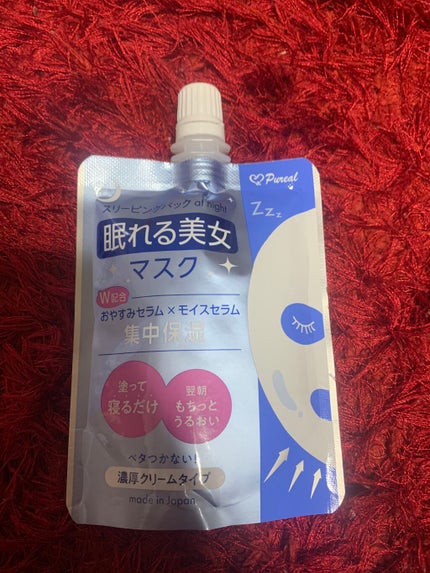 Pureal
スリーピングパック at night
Zzz
眠れる美女
マスク
W配合
おやすみセラム×モイスセラム
集中保湿
塗って
寝るだけ
翌朝
もちっと
うるおい
ベタつかない!
濃厚クリームタイプ
made in Japan